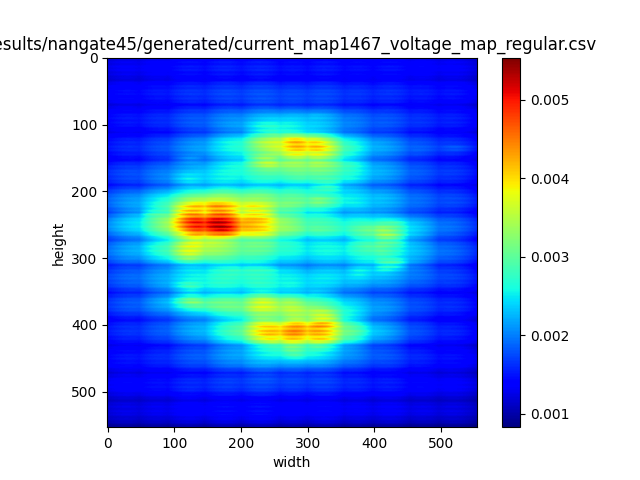 esults/nangate45/generated/current_map1467_voltage_map_regular.csv
0
100
200
300
400
500
height
0 100 200 300 400 500
width
0.005
0.004
0.003
0.002
0.001